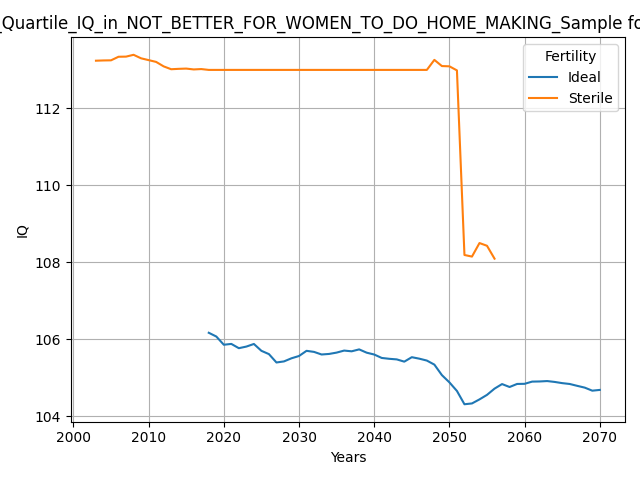 _Quartile_IQ_in_NOT_BETTER_FOR_WOMEN_TO_DO_HOME_MAKING_Sample fo
Fertility
Ideal
Sterile
112
110
108
106
104
IQ
2000 2010 2020 2030 2040 2050 2060 2070
Years